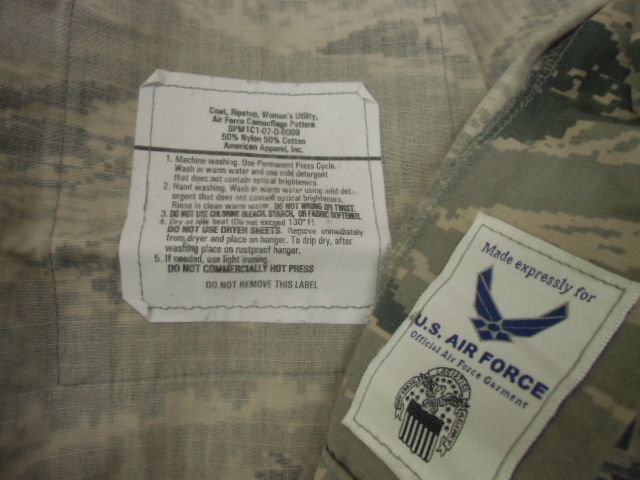 Coat, Ripstop, Women's Utility,
Air Force Camouflage Pattern
SPM1C1-07-D-0009
50% Nylon 50% Cotton
American Apparel, Inc.
1. Machine washing. Use Permanent Press Cycle.
Wash in warm water and use mild detergent
that does not contain optical brighteners.
2. Hand washing. Wash in warm water using mild det-
ergent that does not contain optical brighteners.
Rinse in clean warm water. DO NOT WRING OR TWIST.
3. DO NOT USE CHLORINE BLEACH, STARCH, OR FABRIC SOFTENER.
4. Dry at low heat (Do not exceed 130°F).
DO NOT USE DRYER SHEETS. Remove immediately
from dryer and place on hanger. To drip dry, after
washing place on rustproof hanger.
5. If needed, use light ironing.
DO NOT COMMERCIALLY HOT PRESS
DO NOT REMOVE THIS LABEL
Made expressly for
U.S. AIR FORCE
Official Air Force Garment
LOGISTICS
AGENCY